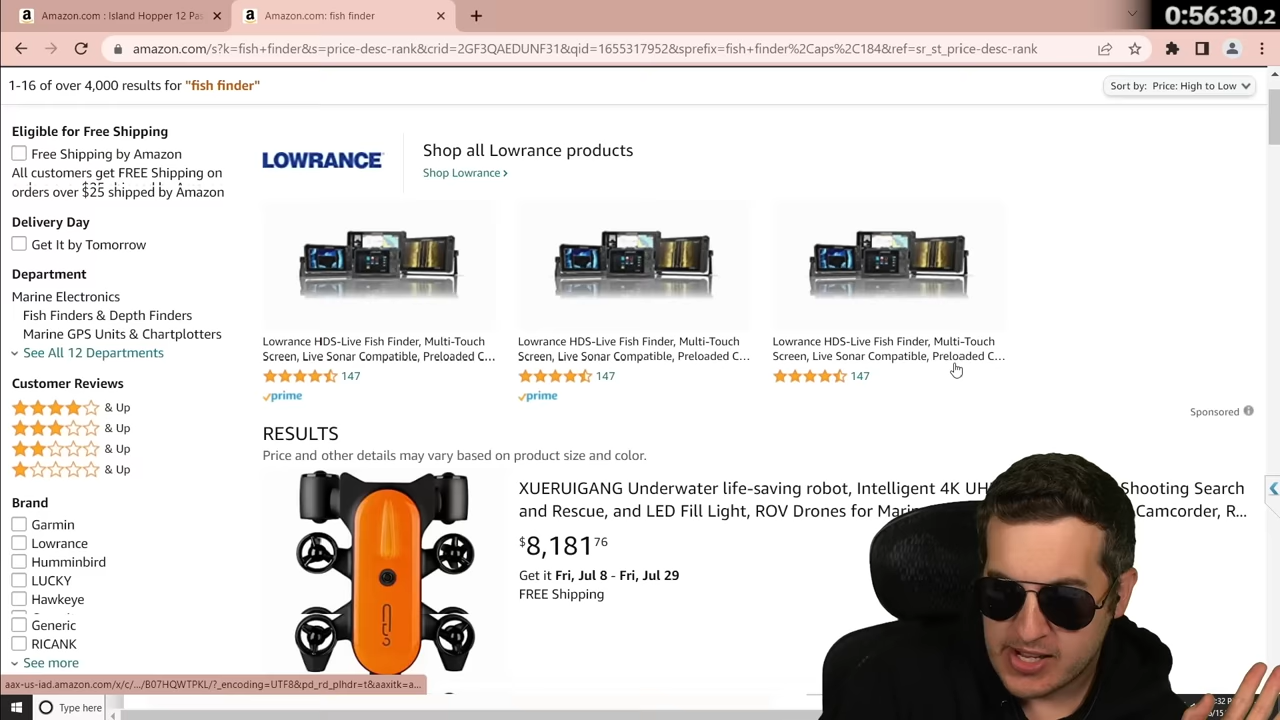 Amazon.com : Island Hopper 12 Pa
Amazon.com: fish finder
0:56:30.2
amazon.com/s?k=fish+finder&s=price-desc-rank&crid=2GF3QAEDUNF31&qid=1655317952&sprefix=fish+finder%2Caps%2C184&ref=sr_st_price-desc-rank
1-16 of over 4,000 results for "fish finder"
Sort by: Price: High to Low
Eligible for Free Shipping
Free Shipping by Amazon
All customers get FREE Shipping on
orders over $25 shipped by Amazon
Delivery Day
Get It by Tomorrow
Department
Marine Electronics
Fish Finders & Depth Finders
Marine GPS Units & Chartplotters
See All 12 Departments
Customer Reviews
& Up
& Up
& Up
& Up
Brand
Garmin
Lowrance
Humminbird
LUCKY
Hawkeye
Generic
RICANK
See more
LOWRANCE
Shop all Lowrance products
Shop Lowrance ›
Lowrance HDS-Live Fish Finder, Multi-Touch
Screen, Live Sonar Compatible, Preloaded C...
147
prime
Lowrance HDS-Live Fish Finder, Multi-Touch
Screen, Live Sonar Compatible, Preloaded C...
147
prime
Lowrance HDS-Live Fish Finder, Multi-Touch
Screen, Live Sonar Compatible, Preloaded C...
147
Sponsored
RESULTS
Price and other details may vary based on product size and color.
XUERUIGANG Underwater life-saving robot, Intelligent 4K UH Shooting Search
and Rescue, and LED Fill Light, ROV Drones for Mari Camcorder, R...
$8,18176
Get it Fri, Jul 8 - Fri, Jul 29
FREE Shipping
aax-us-iad.amazon.com/x/c/.../B07HQWTPKL/?_encoding=UTF8&pd_rd_plhdr=t&aaxitk=a...
Type here